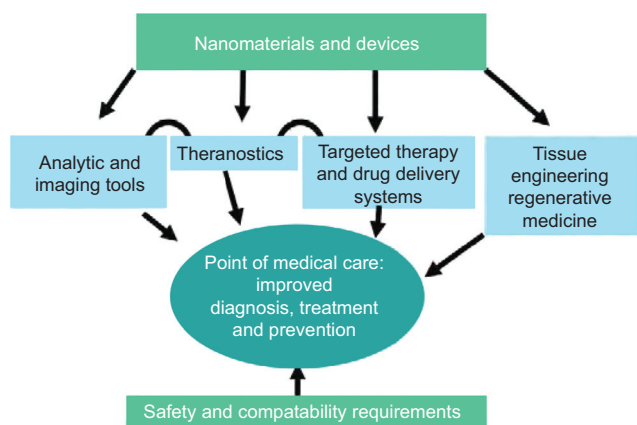 Nanomaterials and devices
Analytic and
imaging tools
Theranostics
Targeted therapy
and drug delivery
systems
Tissue
engineering
regenerative
medicine
Point of medical care:
improved
diagnosis, treatment
and prevention
Safety and compatability requirements